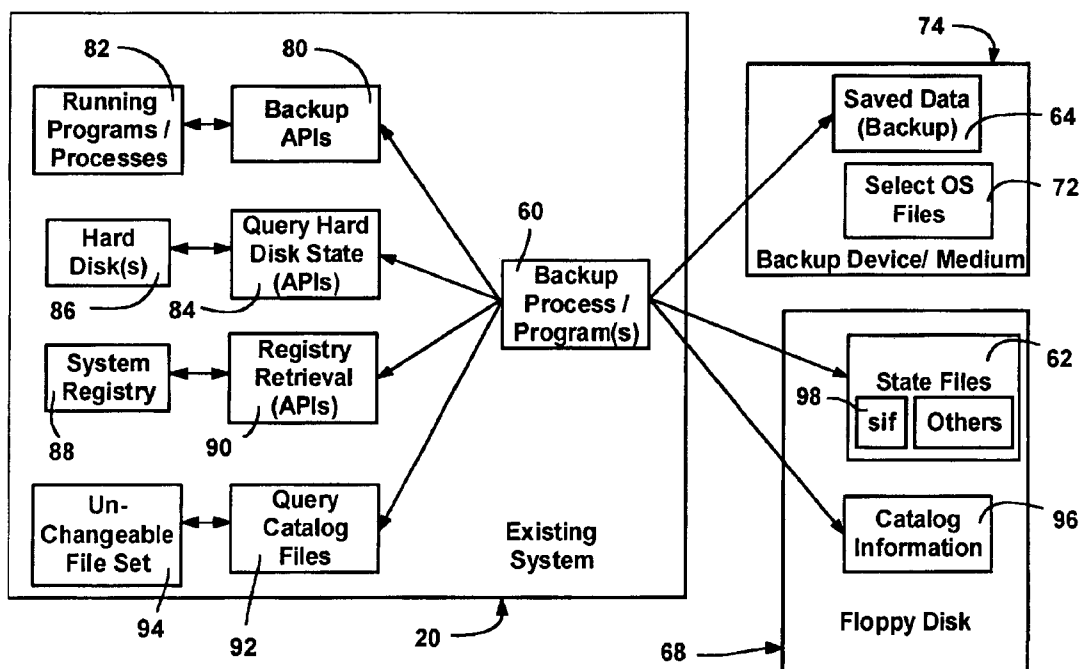 82
80
74
Running
Programs /
Processes
Backup
APIs
Saved Data
(Backup)
64
Select OS
Files
72
Backup Device/ Medium
Hard
Disk(s)
86
Query Hard
Disk State
(APIs)
84
60
Backup
Process /
Program(s)
System
Registry
88
Registry
Retrieval
(APIs)
90
62
State Files
98
sif
Others
Un-
Changeable
File Set
94
Query
Catalog
Files
92
Existing
System
20
Catalog
Information
96
Floppy Disk
68